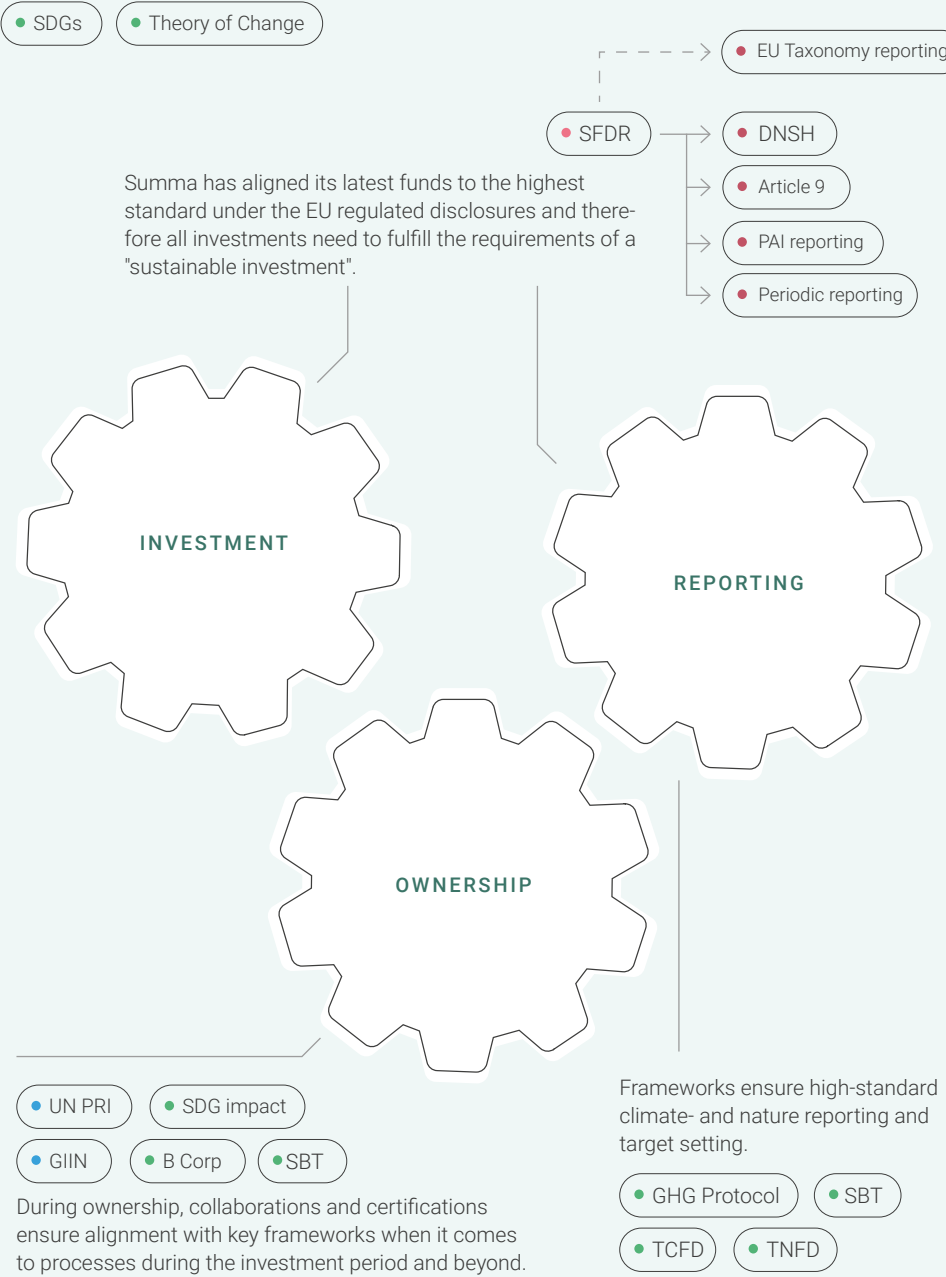 SDGs
Theory of Change
EU Taxonomy reporting
SFDR
DNSH
Article 9
PAI reporting
Periodic reporting
Summa has aligned its latest funds to the highest
standard under the EU regulated disclosures and there-
fore all investments need to fulfill the requirements of a
"sustainable investment".
INVESTMENT
REPORTING
OWNERSHIP
UN PRI
SDG impact
GIIN
B Corp
SBT
During ownership, collaborations and certifications
ensure alignment with key frameworks when it comes
to processes during the investment period and beyond.
Frameworks ensure high-standard
climate- and nature reporting and
target setting.
GHG Protocol
SBT
TCFD
TNFD